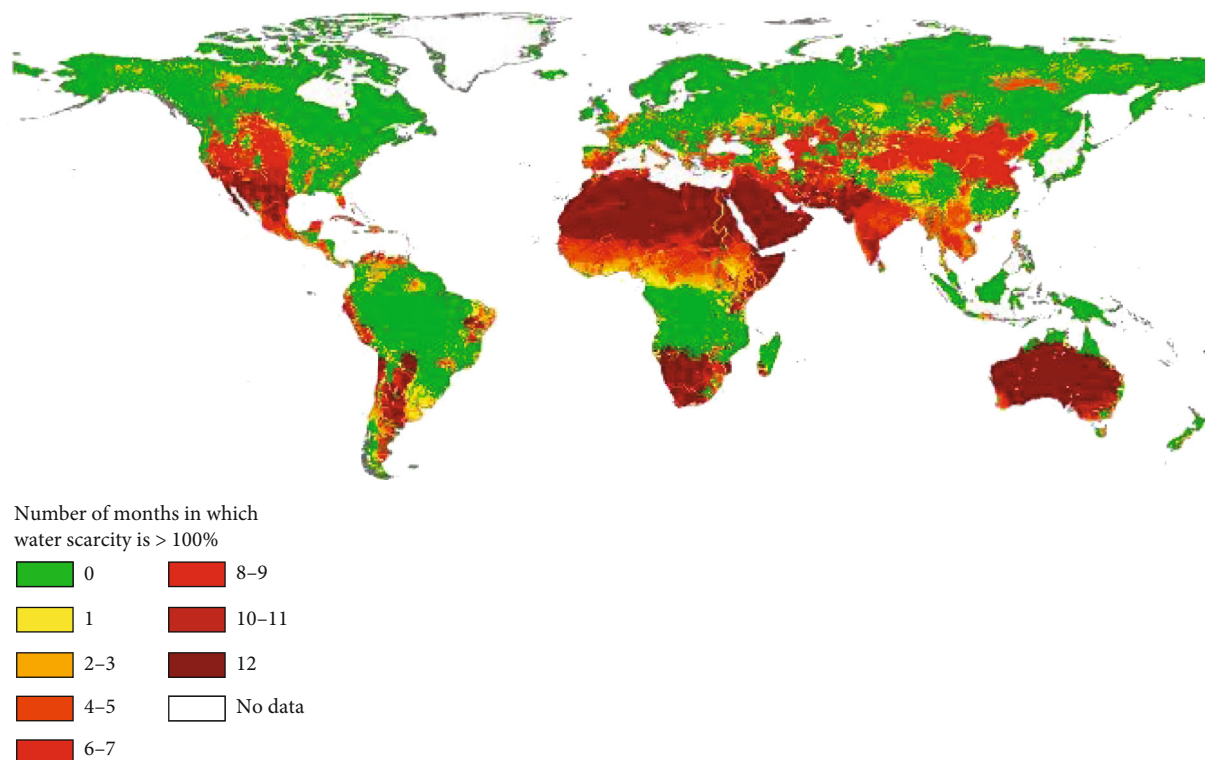 Number of months in which
water scarcity is > 100%
0
1
2–3
4–5
6–7
8–9
10–11
12
No data